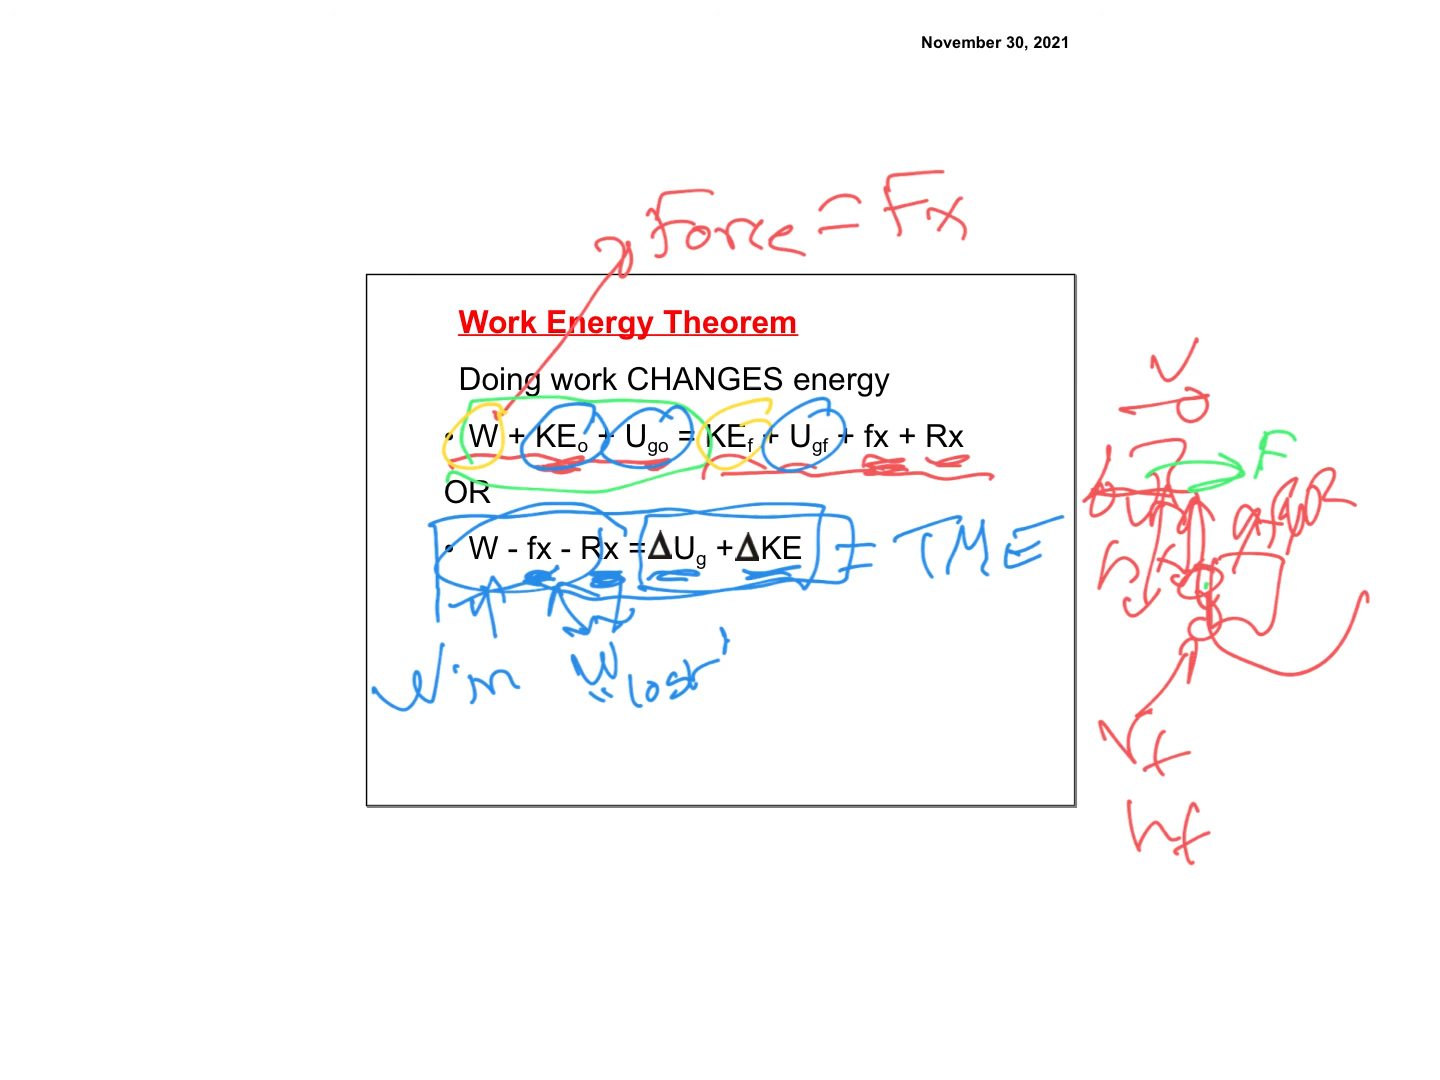 November 30, 2021
Force = Fx
Work Energy Theorem
Doing work CHANGES energy
• W + KEo + Ugo = KEf + Ugf + fx + Rx
OR
• W - fx - Rx = ΔUg + ΔKE = TME
F
Win
W "lost"
Vf
hf